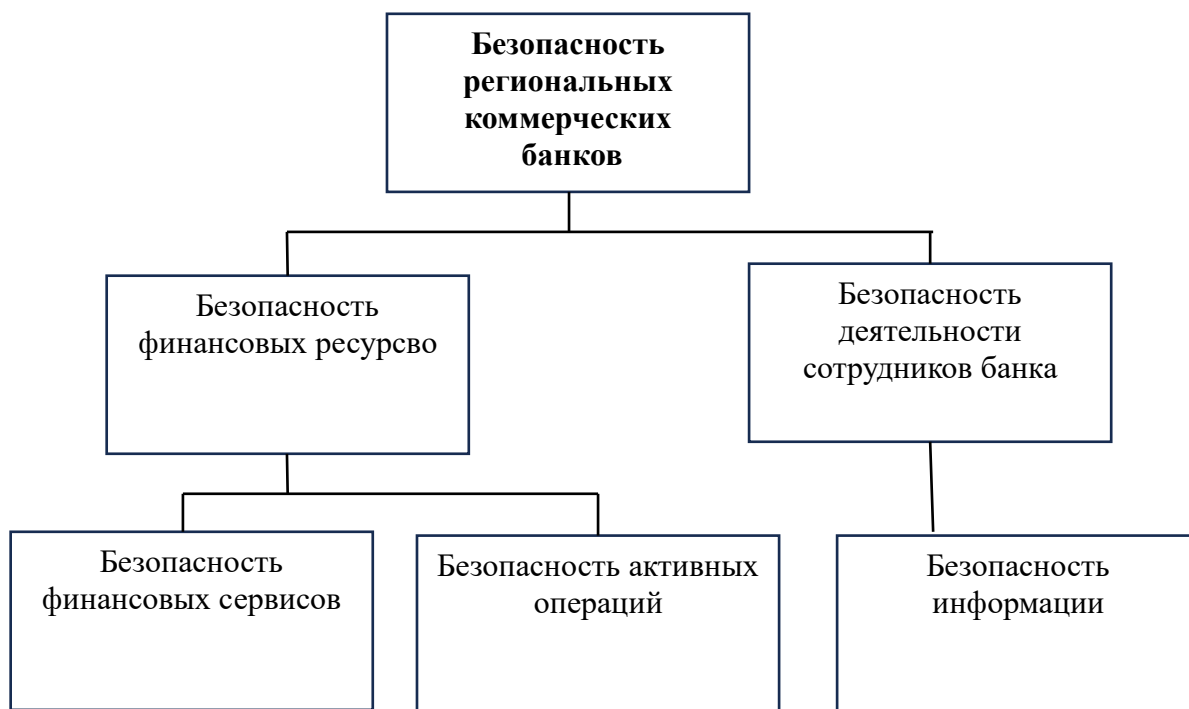 Безопасность
региональных
коммерческих
банков
Безопасность
финансовых ресурсво
Безопасность
деятельности
сотрудников банка
Безопасность
финансовых сервисов
Безопасность активных
операций
Безопасность
информации